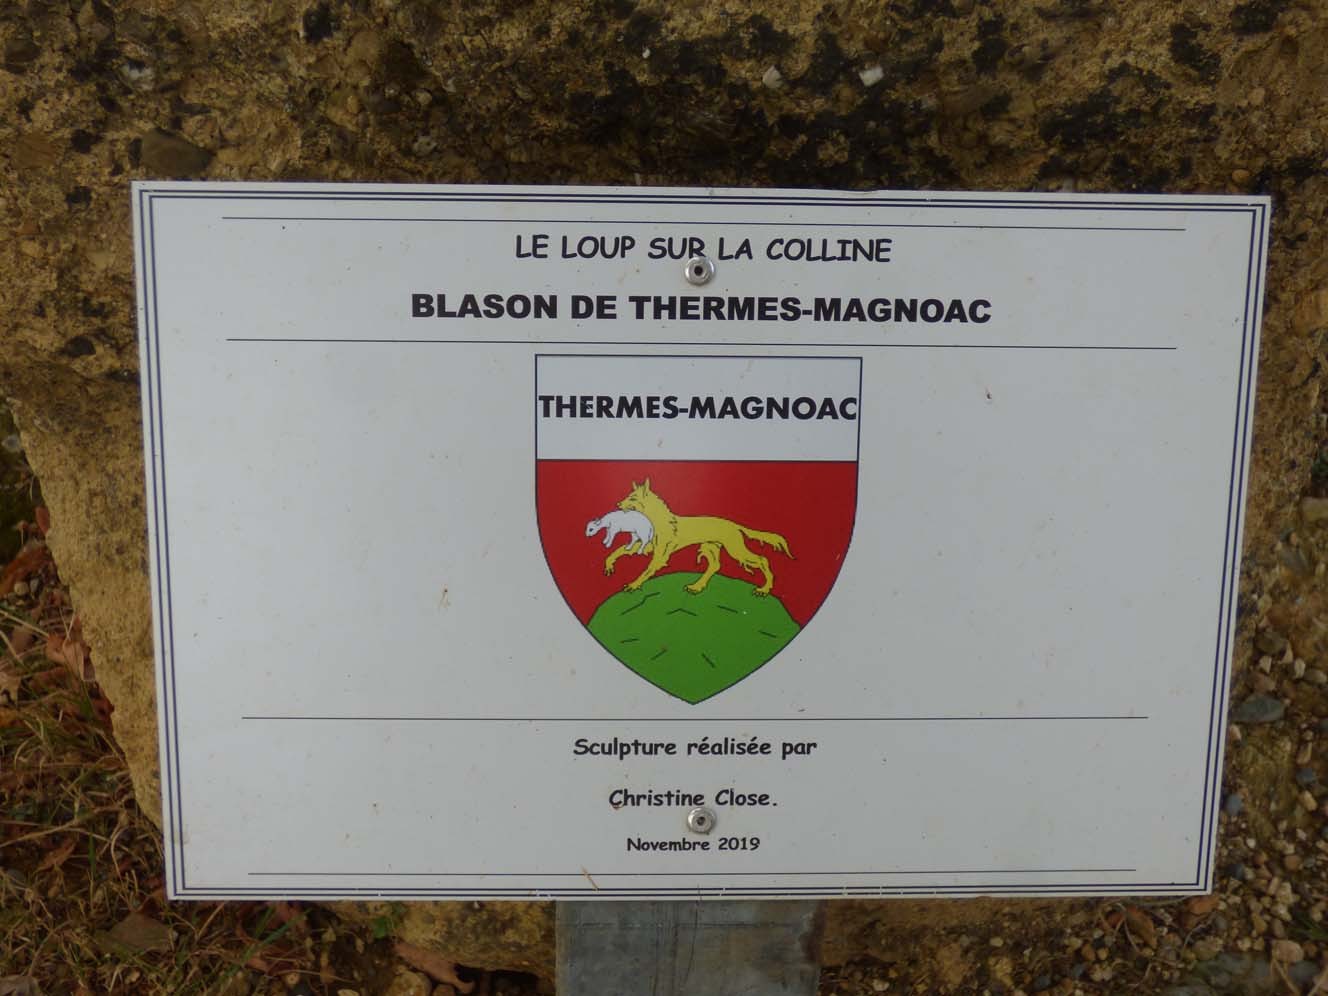 LE LOUP SUR LA COLLINE
BLASON DE THERMES-MAGNOAC
THERMES-MAGNOAC
Sculpture réalisée par
Christine Close.
Novembre 2019